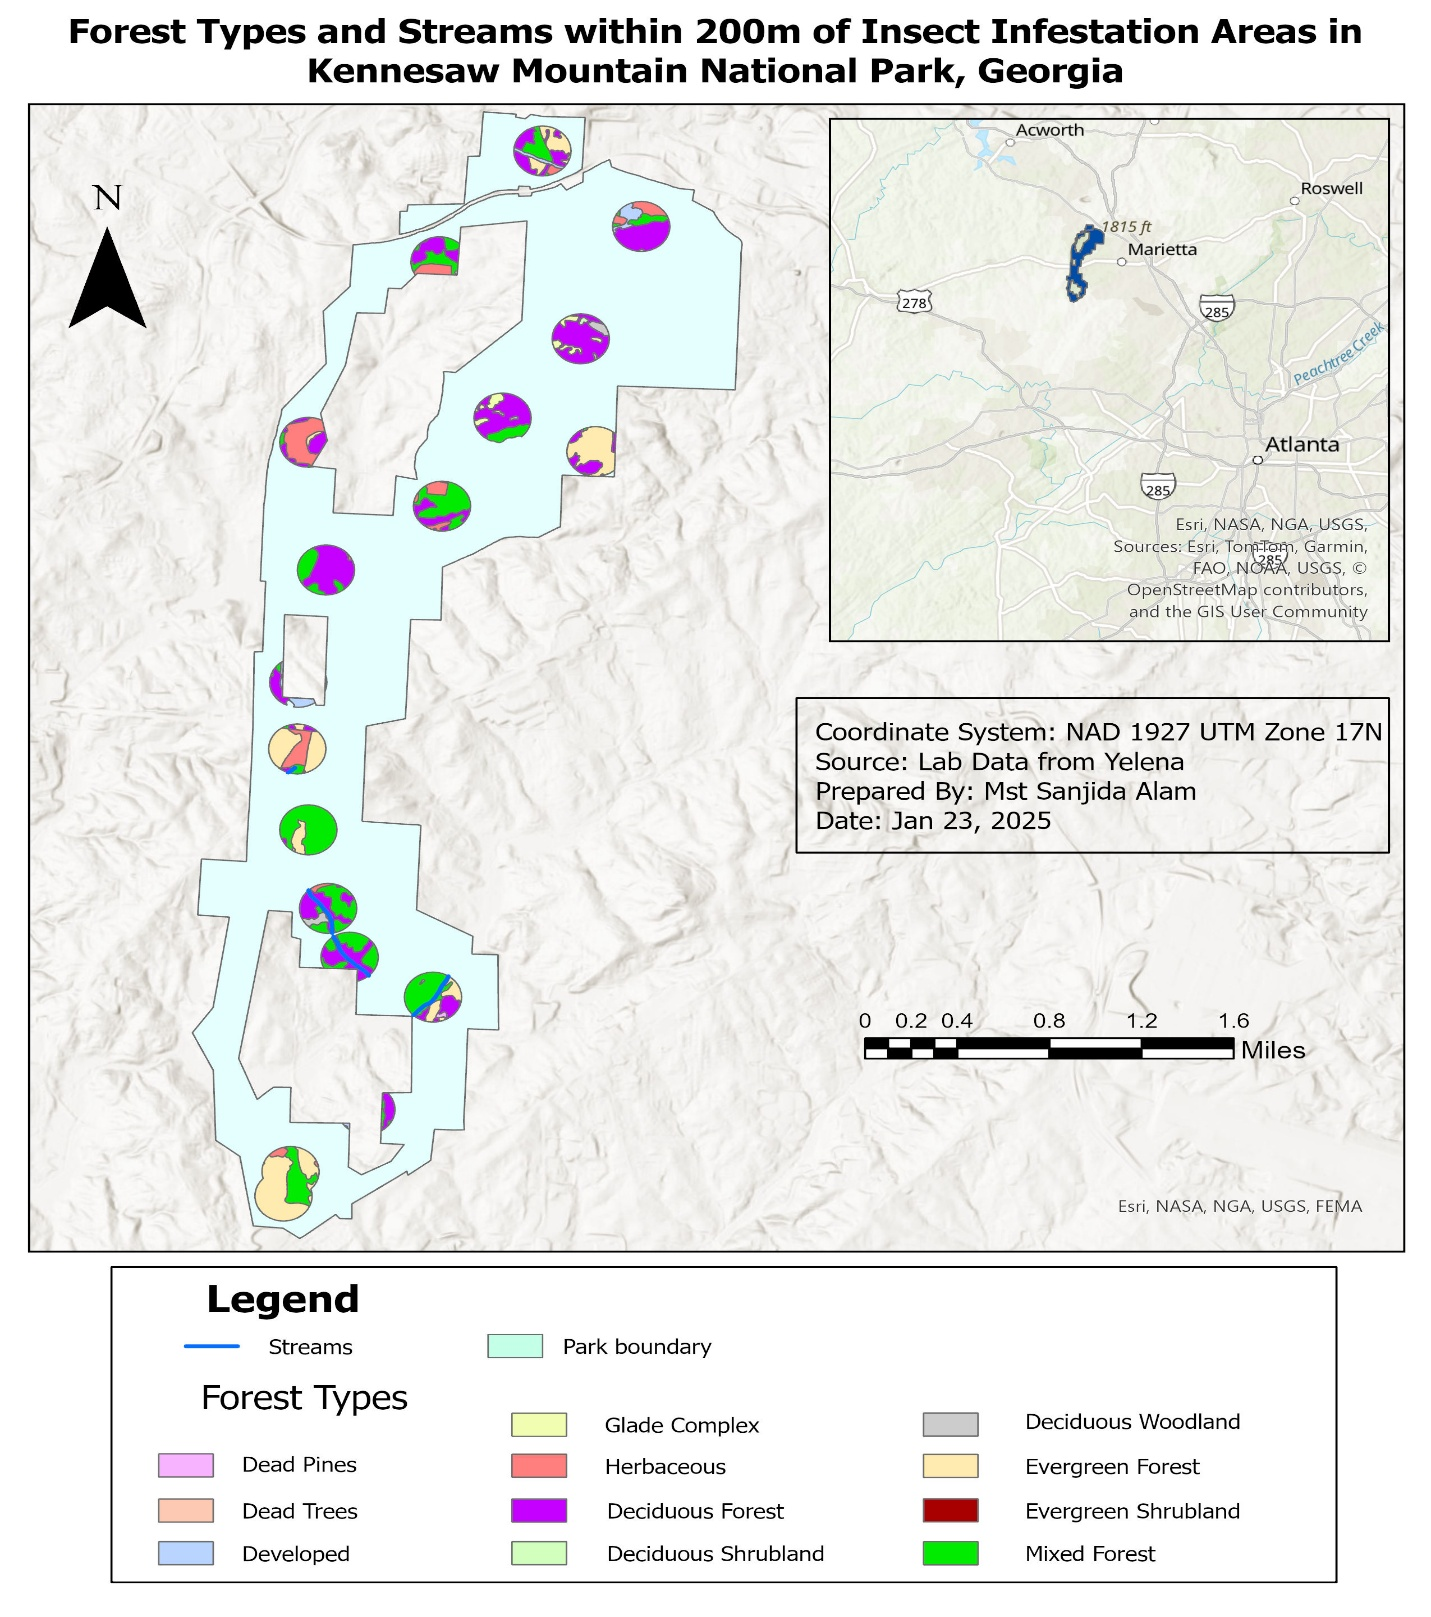 Forest Types and Streams within 200m of Insect Infestation Areas in
Kennesaw Mountain National Park, Georgia
N
Acworth
Roswell
1815 ft
Marietta
278
285
Peachtree Creek
Atlanta
285
Esri, NASA, NGA, USGS,
Sources: Esri, TomTom, Garmin,
285
FAO, NOAA, USGS, ©
OpenStreetMap contributors,
and the GIS User Community
Coordinate System: NAD 1927 UTM Zone 17N
Source: Lab Data from Yelena
Prepared By: Mst Sanjida Alam
Date: Jan 23, 2025
0 0.2 0.4 0.8 1.2 1.6
Miles
Esri, NASA, NGA, USGS, FEMA
Legend
Streams
Park boundary
Forest Types
Dead Pines
Dead Trees
Developed
Glade Complex
Herbaceous
Deciduous Forest
Deciduous Shrubland
Deciduous Woodland
Evergreen Forest
Evergreen Shrubland
Mixed Forest